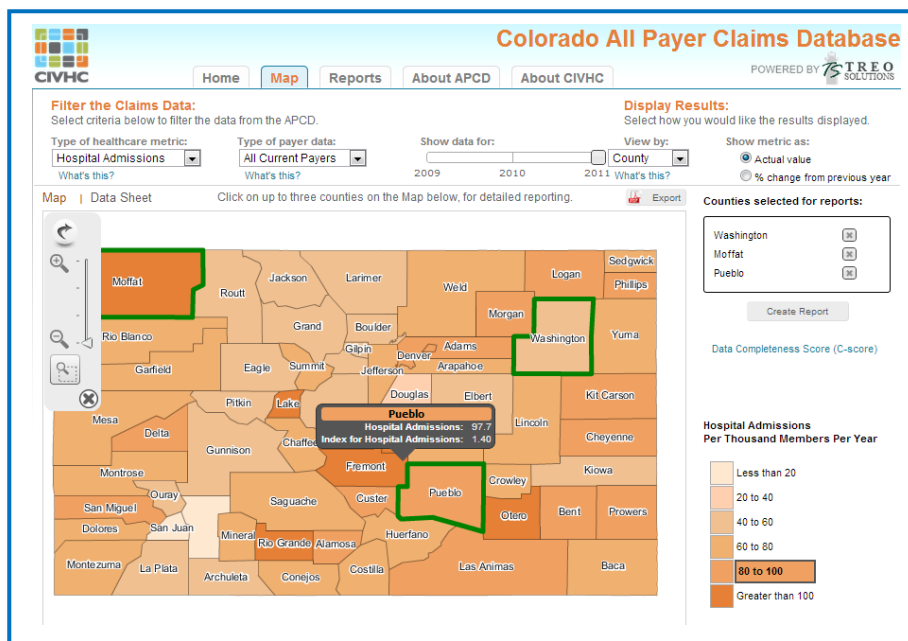 Colorado All Payer Claims Database
CIVHC
Home Map Reports About APCD About CIVHC
POWERED BY TS TREO SOLUTIONS
Filter the Claims Data:
Select criteria below to filter the data from the APCD.
Display Results:
Select how you would like the results displayed.
Type of healthcare metric: Type of payer data: Show data for: View by: Show metric as:
Hospital Admissions All Current Payers County Actual value
What's this? What's this? 2009 2010 2011 What's this? % change from previous year
Map | Data Sheet Click on up to three counties on the Map below, for detailed reporting. Export
Counties selected for reports:
Washington
Moffat
Pueblo
Create Report
Data Completeness Score (C-score)
Moffat Routt Jackson Larimer Weld Logan Sedgwick
Phillips
Morgan
Rio Blanco Grand Boulder Washington Yuma
Gilpin Denver Adams
Garfield Eagle Summit Jefferson Arapahoe
Pitkin Lake Douglas Elbert Kit Carson
Mesa Delta Chaffee Lincoln Cheyenne
Pueblo
Hospital Admissions: 97.7
Index for Hospital Admissions: 1.40
Gunnison
Montrose Fremont Crowley Kiowa
Ouray Saguache Custer Pueblo Otero Bent Prowers
San Miguel
Dolores San Juan Mineral Rio Grande Alamosa Huerfano
Montezuma La Plata Archuleta Conejos Costilla Las Animas Baca
Hospital Admissions
Per Thousand Members Per Year
Less than 20
20 to 40
40 to 60
60 to 80
80 to 100
Greater than 100